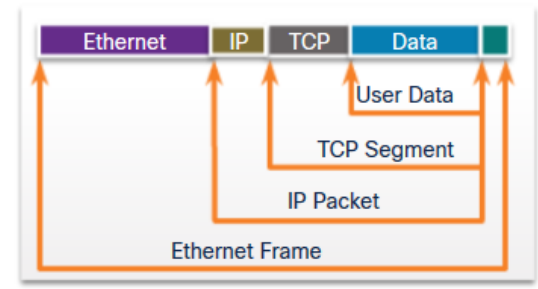 Ethernet IP TCP Data
User Data
TCP Segment
IP Packet
Ethernet Frame